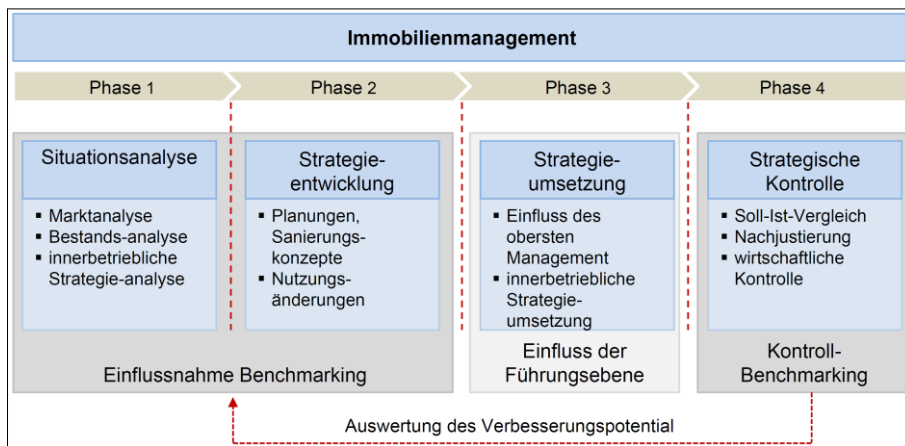 Immobilienmanagement
Phase 1
Phase 2
Phase 3
Phase 4
Situationsanalyse
▪ Marktanalyse
▪ Bestands-analyse
▪ innerbetriebliche
Strategie-analyse
Strategie-
entwicklung
▪ Planungen,
Sanierungs-
konzepte
▪ Nutzungs-
änderungen
Einflussnahme Benchmarking
Strategie-
umsetzung
▪ Einfluss des
obersten
Management
▪ innerbetriebliche
Strategie-
umsetzung
Einfluss der
Führungsebene
Strategische
Kontrolle
▪ Soll-Ist-Vergleich
▪ Nachjustierung
▪ wirtschaftliche
Kontrolle
Kontroll-
Benchmarking
Auswertung des Verbesserungspotential